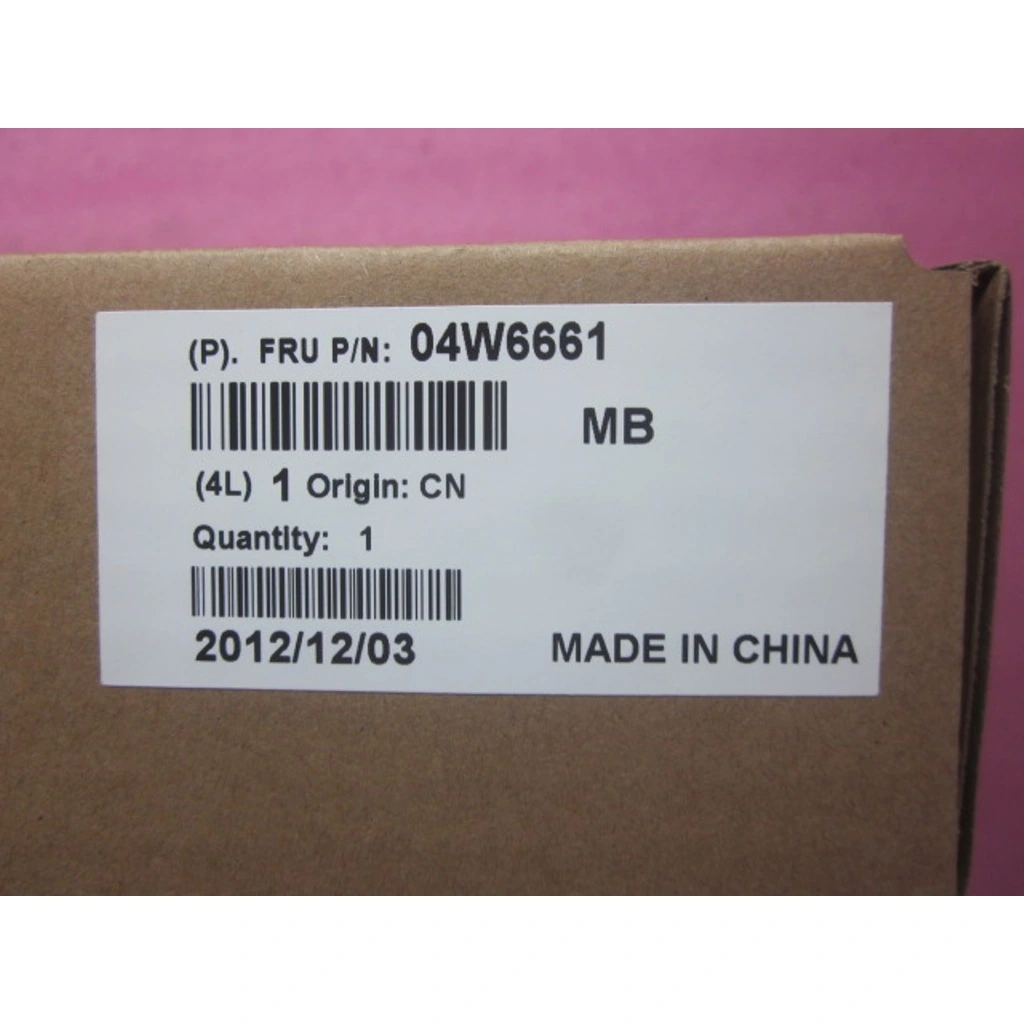 (P). FRU P/N: 04W6661
MB
(4L) 1 Origin: CN
Quantity: 1
2012/12/03
MADE IN CHINA